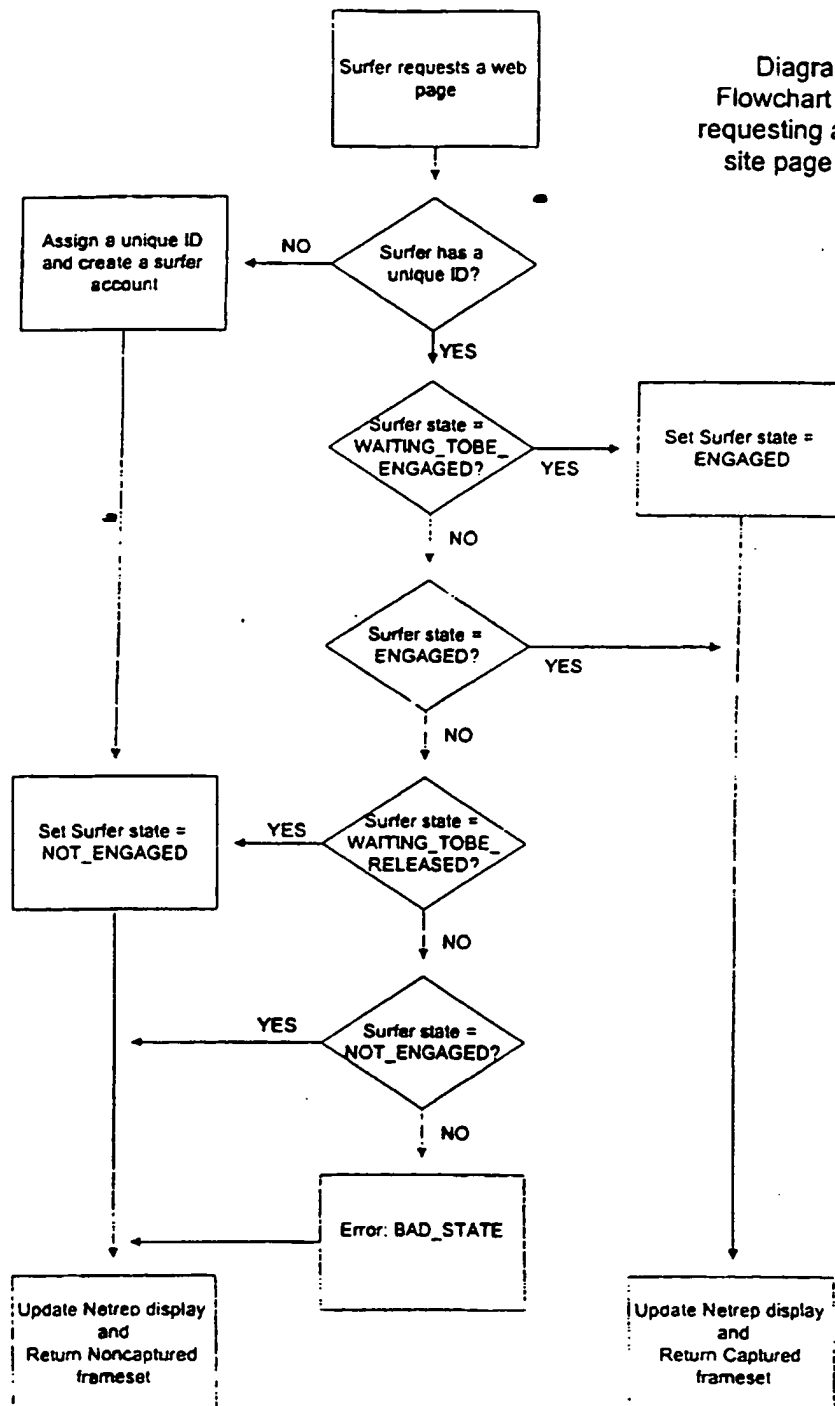 Surfer requests a web
page
Diagra
Flowchart
requesting a
site page
Assign a unique ID
and create a surfer
account
NO
Surfer has a
unique ID?
YES
Surfer state =
WAITING_TOBE_
ENGAGED?
YES
Set Surfer state =
ENGAGED
NO
Surfer state =
ENGAGED?
YES
NO
Set Surfer state =
NOT_ENGAGED
YES
Surfer state =
WAITING_TOBE_
RELEASED?
NO
YES
Surfer state =
NOT_ENGAGED?
NO
Error: BAD_STATE
Update Netrep display
and
Return Noncaptured
frameset
Update Netrep display
and
Return Captured
frameset